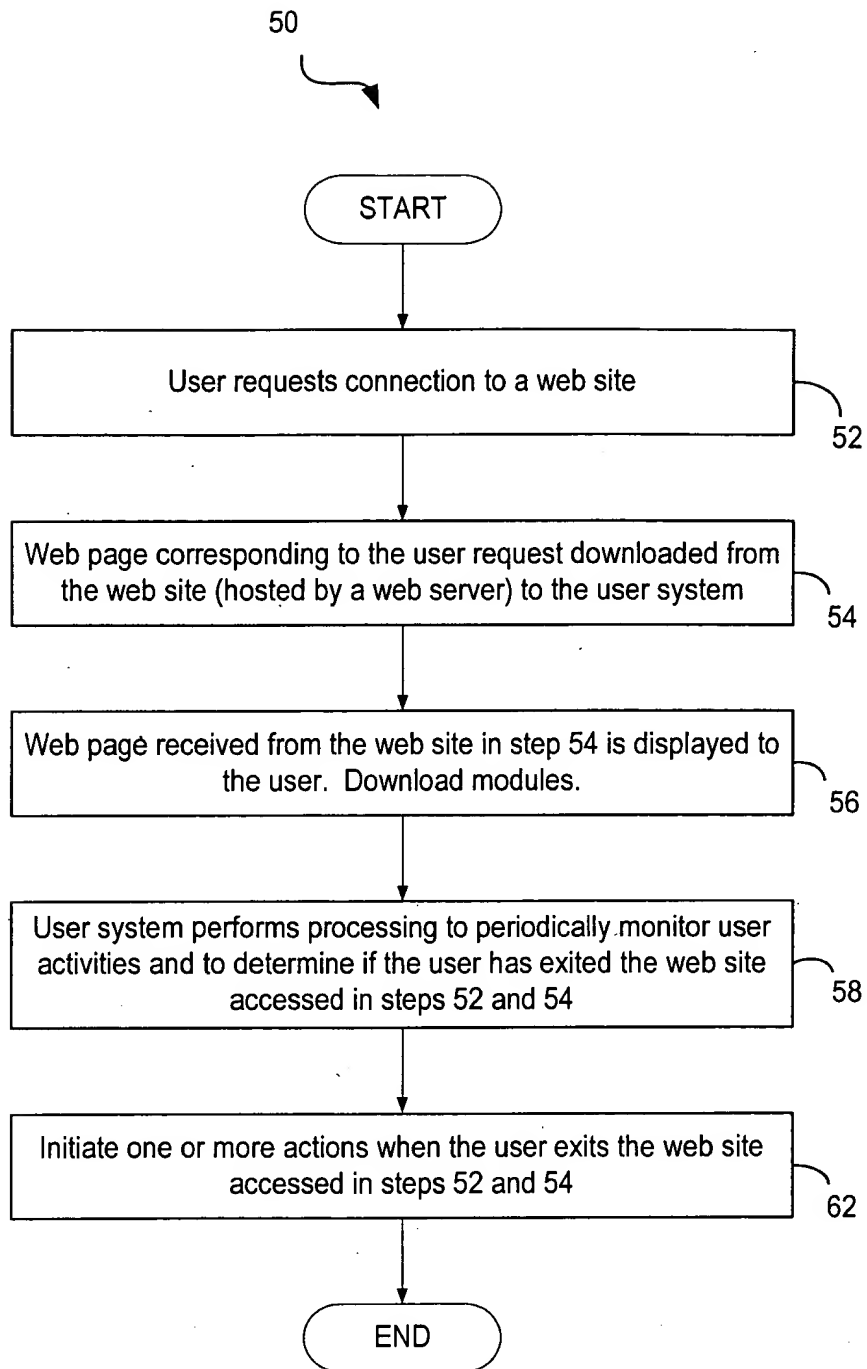 50
START
User requests connection to a web site
52
Web page corresponding to the user request downloaded from
the web site (hosted by a web server) to the user system
54
Web page received from the web site in step 54 is displayed to
the user. Download modules.
56
User system performs processing to periodically monitor user
activities and to determine if the user has exited the web site
accessed in steps 52 and 54
58
Initiate one or more actions when the user exits the web site
accessed in steps 52 and 54
62
END